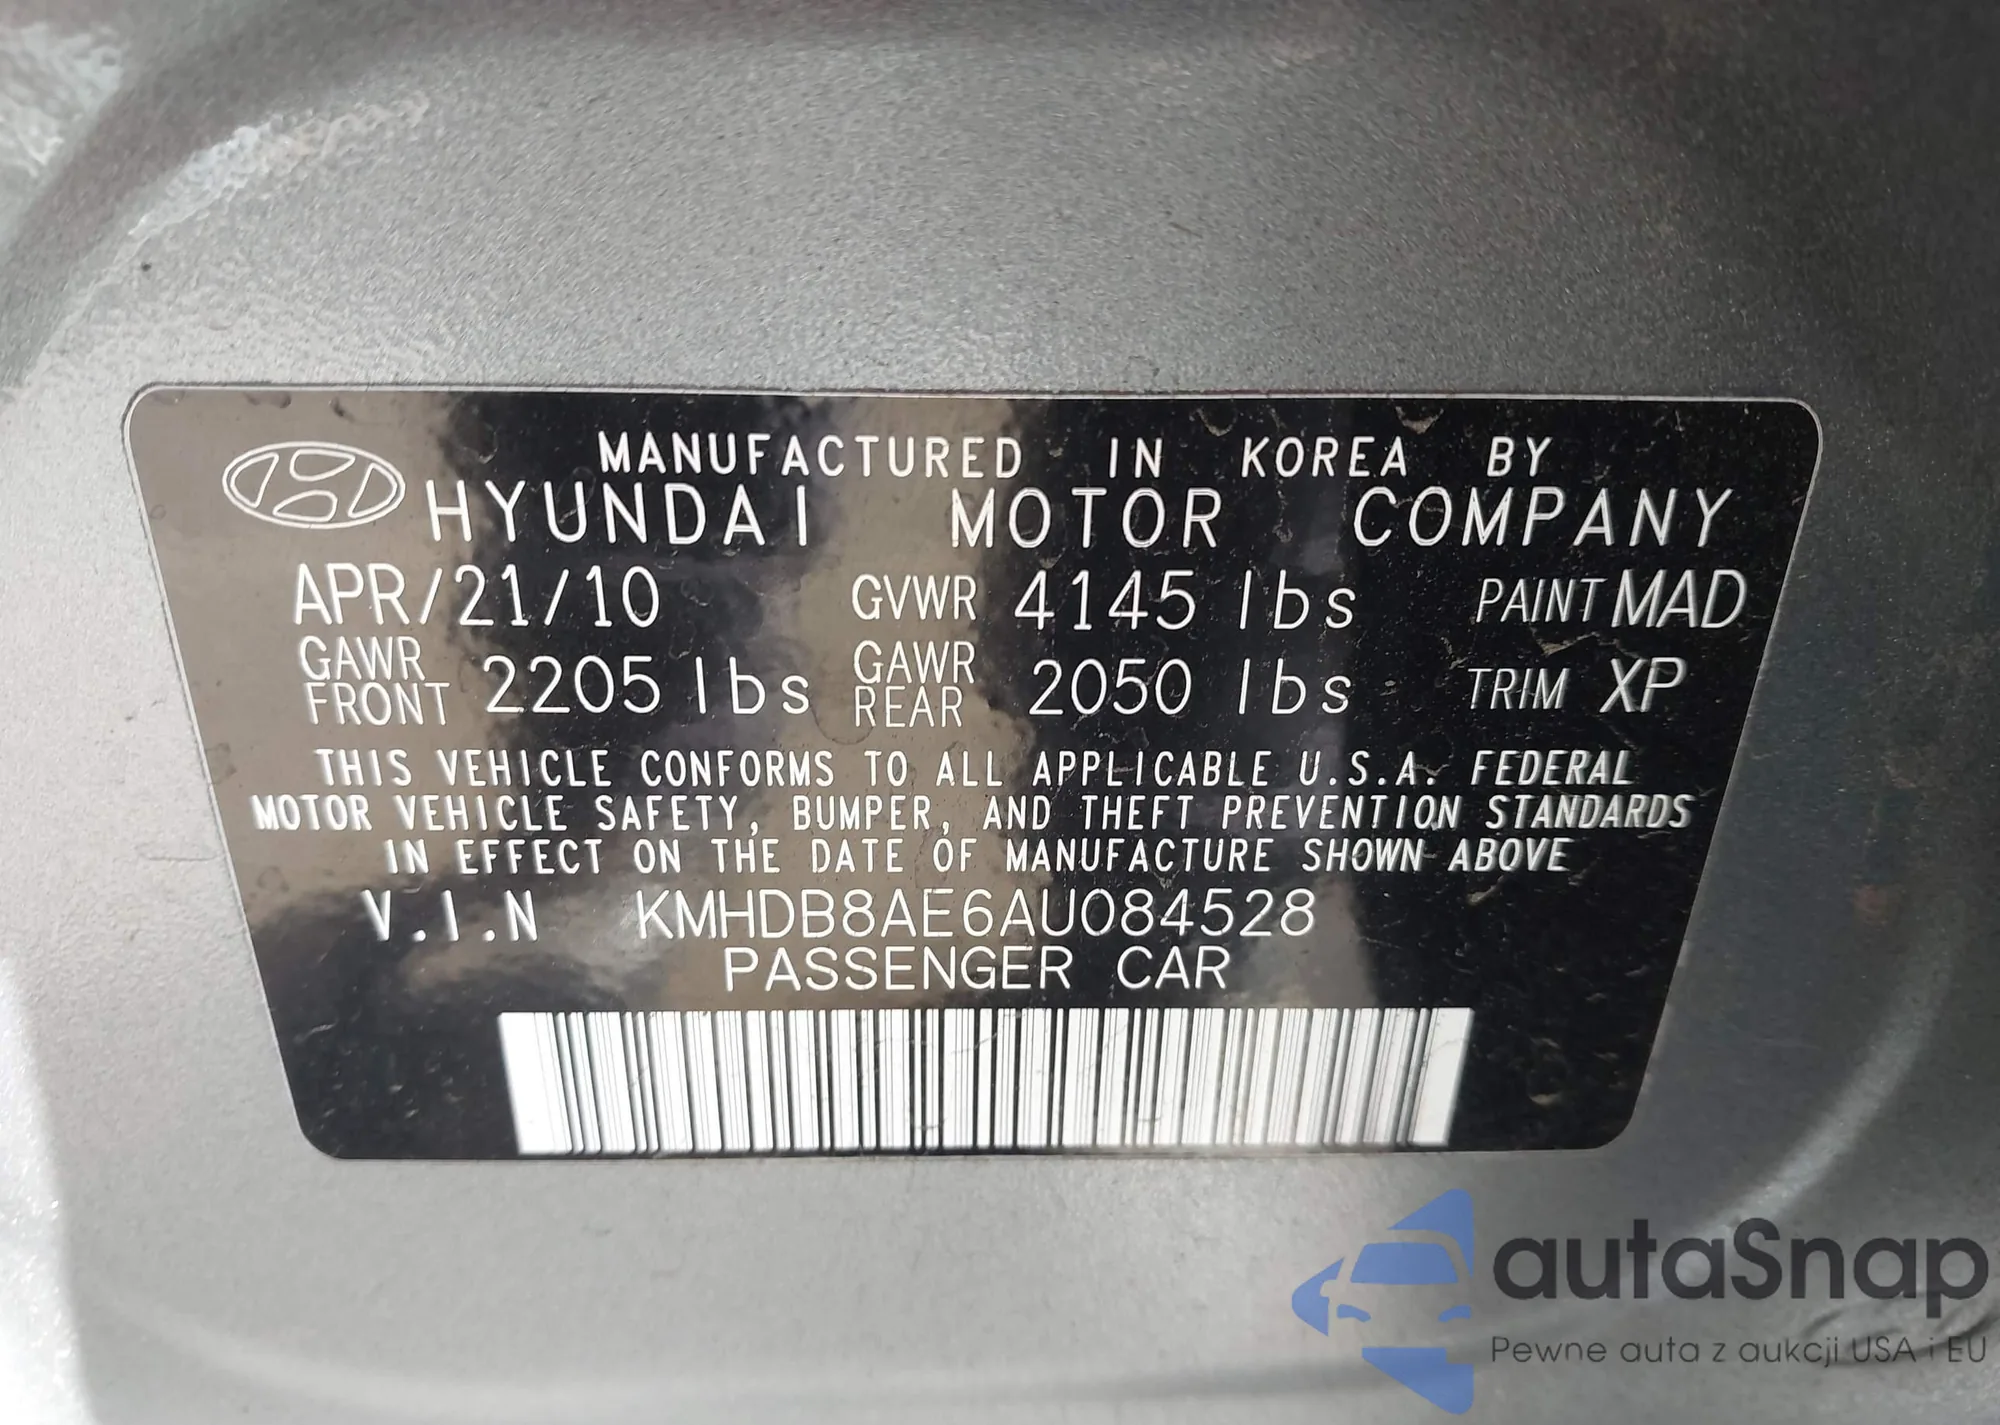 MANUFACTURED IN KOREA BY
HYUNDAI MOTOR COMPANY
APR/21/10 GVWR 4145 lbs PAINT MAD
GAWR FRONT 2205 lbs GAWR REAR 2050 lbs TRIM XP
THIS VEHICLE CONFORMS TO ALL APPLICABLE U.S.A. FEDERAL
MOTOR VEHICLE SAFETY, BUMPER, AND THEFT PREVENTION STANDARDS
IN EFFECT ON THE DATE OF MANUFACTURE SHOWN ABOVE
V.I.N KMHDB8AE6AU084528
PASSENGER CAR
autaSnap
Pewne auta z aukcji USA i EU